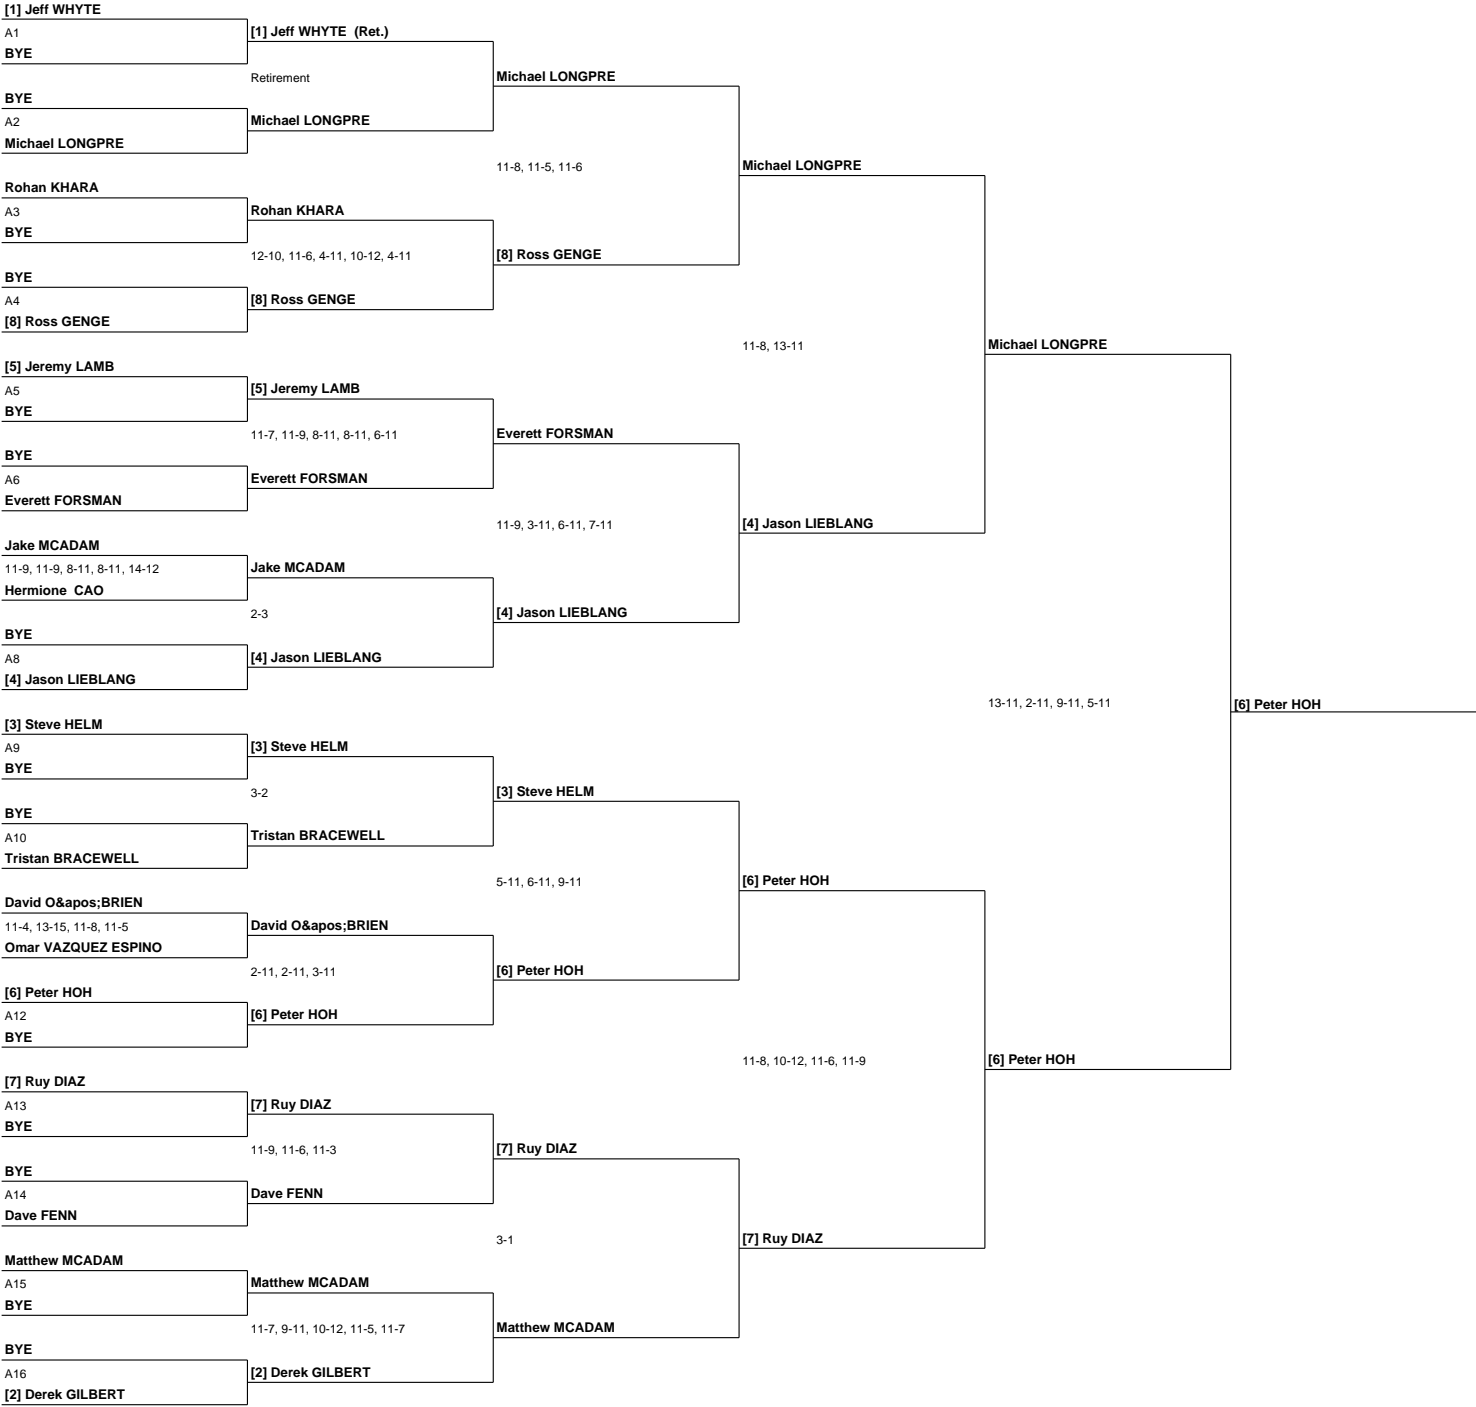 [1] Jeff WHYTE
A1
BYE
BYE
A2
Michael LONGPRE
Rohan KHARA
A3
BYE
BYE
A4
[8] Ross GENGE
[5] Jeremy LAMB
A5
BYE
BYE
A6
Everett FORSMAN
Jake MCADAM
11-9, 11-9, 8-11, 8-11, 14-12
Hermione  CAO
BYE
A8
[4] Jason LIEBLANG
[3] Steve HELM
A9
BYE
BYE
A10
Tristan BRACEWELL
David O&apos;BRIEN
11-4, 13-15, 11-8, 11-5
Omar VAZQUEZ ESPINO
[6] Peter HOH
A12
BYE
[7] Ruy DIAZ
A13
BYE
BYE
A14
Dave FENN
Matthew MCADAM
A15
BYE
BYE
A16
[2] Derek GILBERT
[1] Jeff WHYTE  (Ret.)
Retirement
Michael LONGPRE
Rohan KHARA
12-10, 11-6, 4-11, 10-12, 4-11
[8] Ross GENGE
[5] Jeremy LAMB
11-7, 11-9, 8-11, 8-11, 6-11
Everett FORSMAN
Jake MCADAM
2-3
[4] Jason LIEBLANG
[3] Steve HELM
3-2
Tristan BRACEWELL
David O&apos;BRIEN
2-11, 2-11, 3-11
[6] Peter HOH
[7] Ruy DIAZ
11-9, 11-6, 11-3
Dave FENN
Matthew MCADAM
11-7, 9-11, 10-12, 11-5, 11-7
[2] Derek GILBERT
Michael LONGPRE
11-8, 11-5, 11-6
[8] Ross GENGE
Everett FORSMAN
11-9, 3-11, 6-11, 7-11
[4] Jason LIEBLANG
[3] Steve HELM
5-11, 6-11, 9-11
[6] Peter HOH
[7] Ruy DIAZ
3-1
Matthew MCADAM
Michael LONGPRE
11-8, 13-11
[4] Jason LIEBLANG
[6] Peter HOH
11-8, 10-12, 11-6, 11-9
[7] Ruy DIAZ
Michael LONGPRE
13-11, 2-11, 9-11, 5-11
[6] Peter HOH
[6] Peter HOH